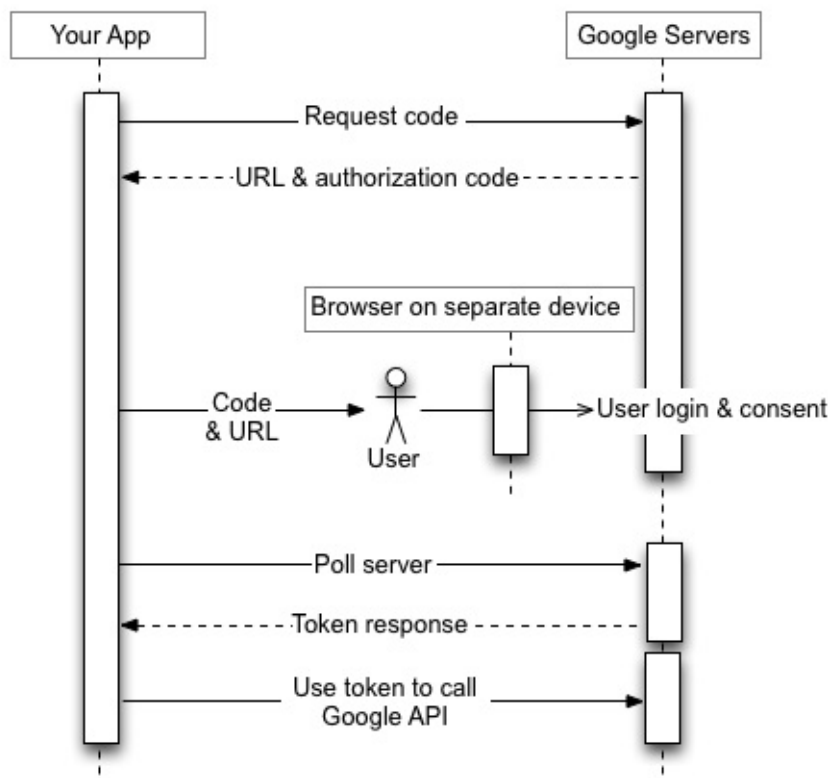 Your App
Google Servers
Request code
URL & authorization code
Browser on separate device
Code
& URL
User
User login & consent
Poll server
Token response
Use token to call
Google API